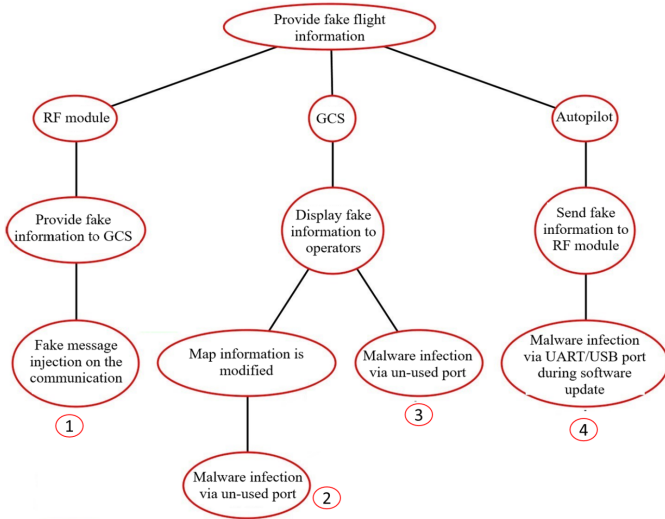 Provide fake flight
information
RF module
GCS
Autopilot
Provide fake
information to GCS
Display fake
information to
operators
Send fake
information to
RF module
Fake message
injection on the
communication
Map information is
modified
Malware infection
via un-used port
Malware infection
via UART/USB port
during software
update
1
3
4
Malware infection
via un-used port
2